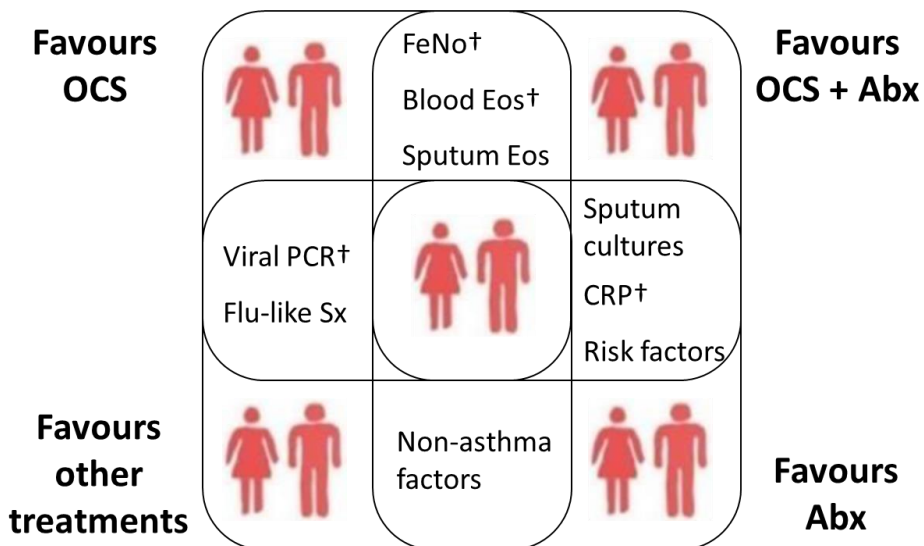 Favours
OCS
FeNo†
Blood Eos†
Sputum Eos
Favours
OCS + Abx
Viral PCR†
Flu-like Sx
Sputum
cultures
CRP†
Risk factors
Favours
other
treatments
Non-asthma
factors
Favours
Abx